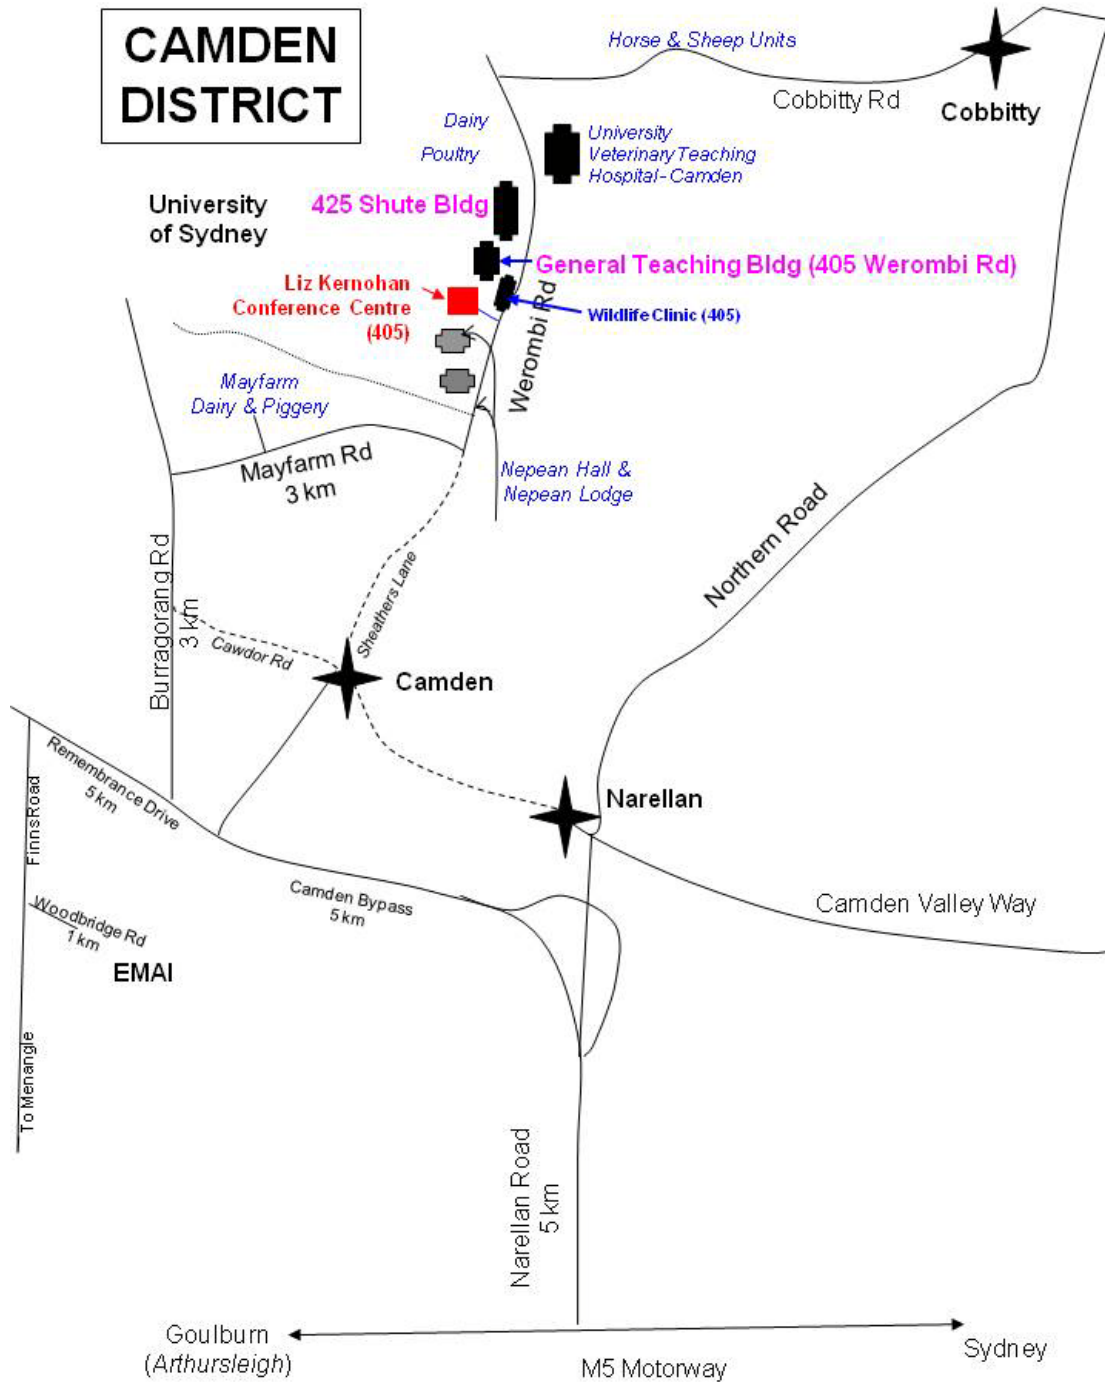 CAMDEN
DISTRICT
Horse & Sheep Units
Cobbitty Rd
Cobbitty
Dairy
Poultry
University
Veterinary Teaching
Hospital-Camden
University
of Sydney
425 Shute Bldg
General Teaching Bldg (405 Werombi Rd)
Liz Kernohan
Conference Centre
(405)
Wildlife Clinic (405)
Werombi Rd
Mayfarm
Dairy & Piggery
Mayfarm Rd
3 km
Nepean Hall &
Nepean Lodge
Northern Road
Burragorang Rd
3 km
Sheathers Lane
Cawdor Rd
Camden
Remembrance Drive
5 km
Narellan
FinnsRoad
Camden Bypass
5 km
Camden Valley Way
Woodbridge Rd
1 km
EMAI
To Menangle
Narellan Road
5 km
Goulburn
(Arthursleigh)
M5 Motorway
Sydney